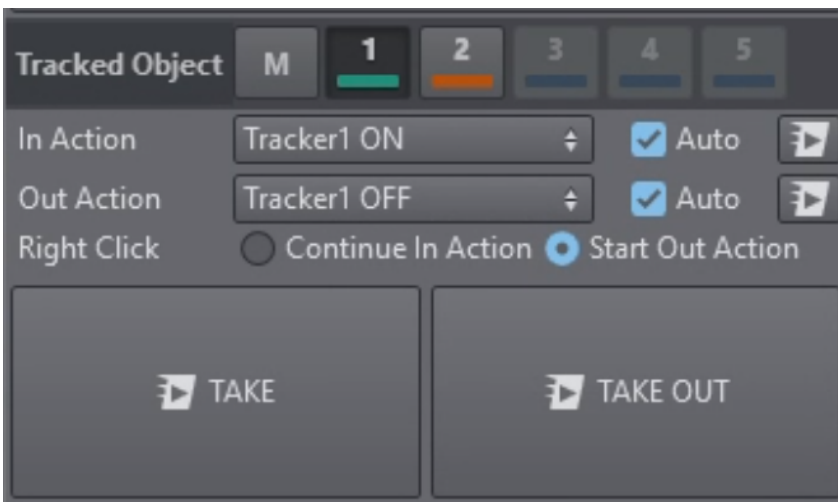 Tracked Object M 1 2 3 4 5
In Action Tracker1 ON Auto
Out Action Tracker1 OFF Auto
Right Click Continue In Action Start Out Action
TAKE TAKE OUT